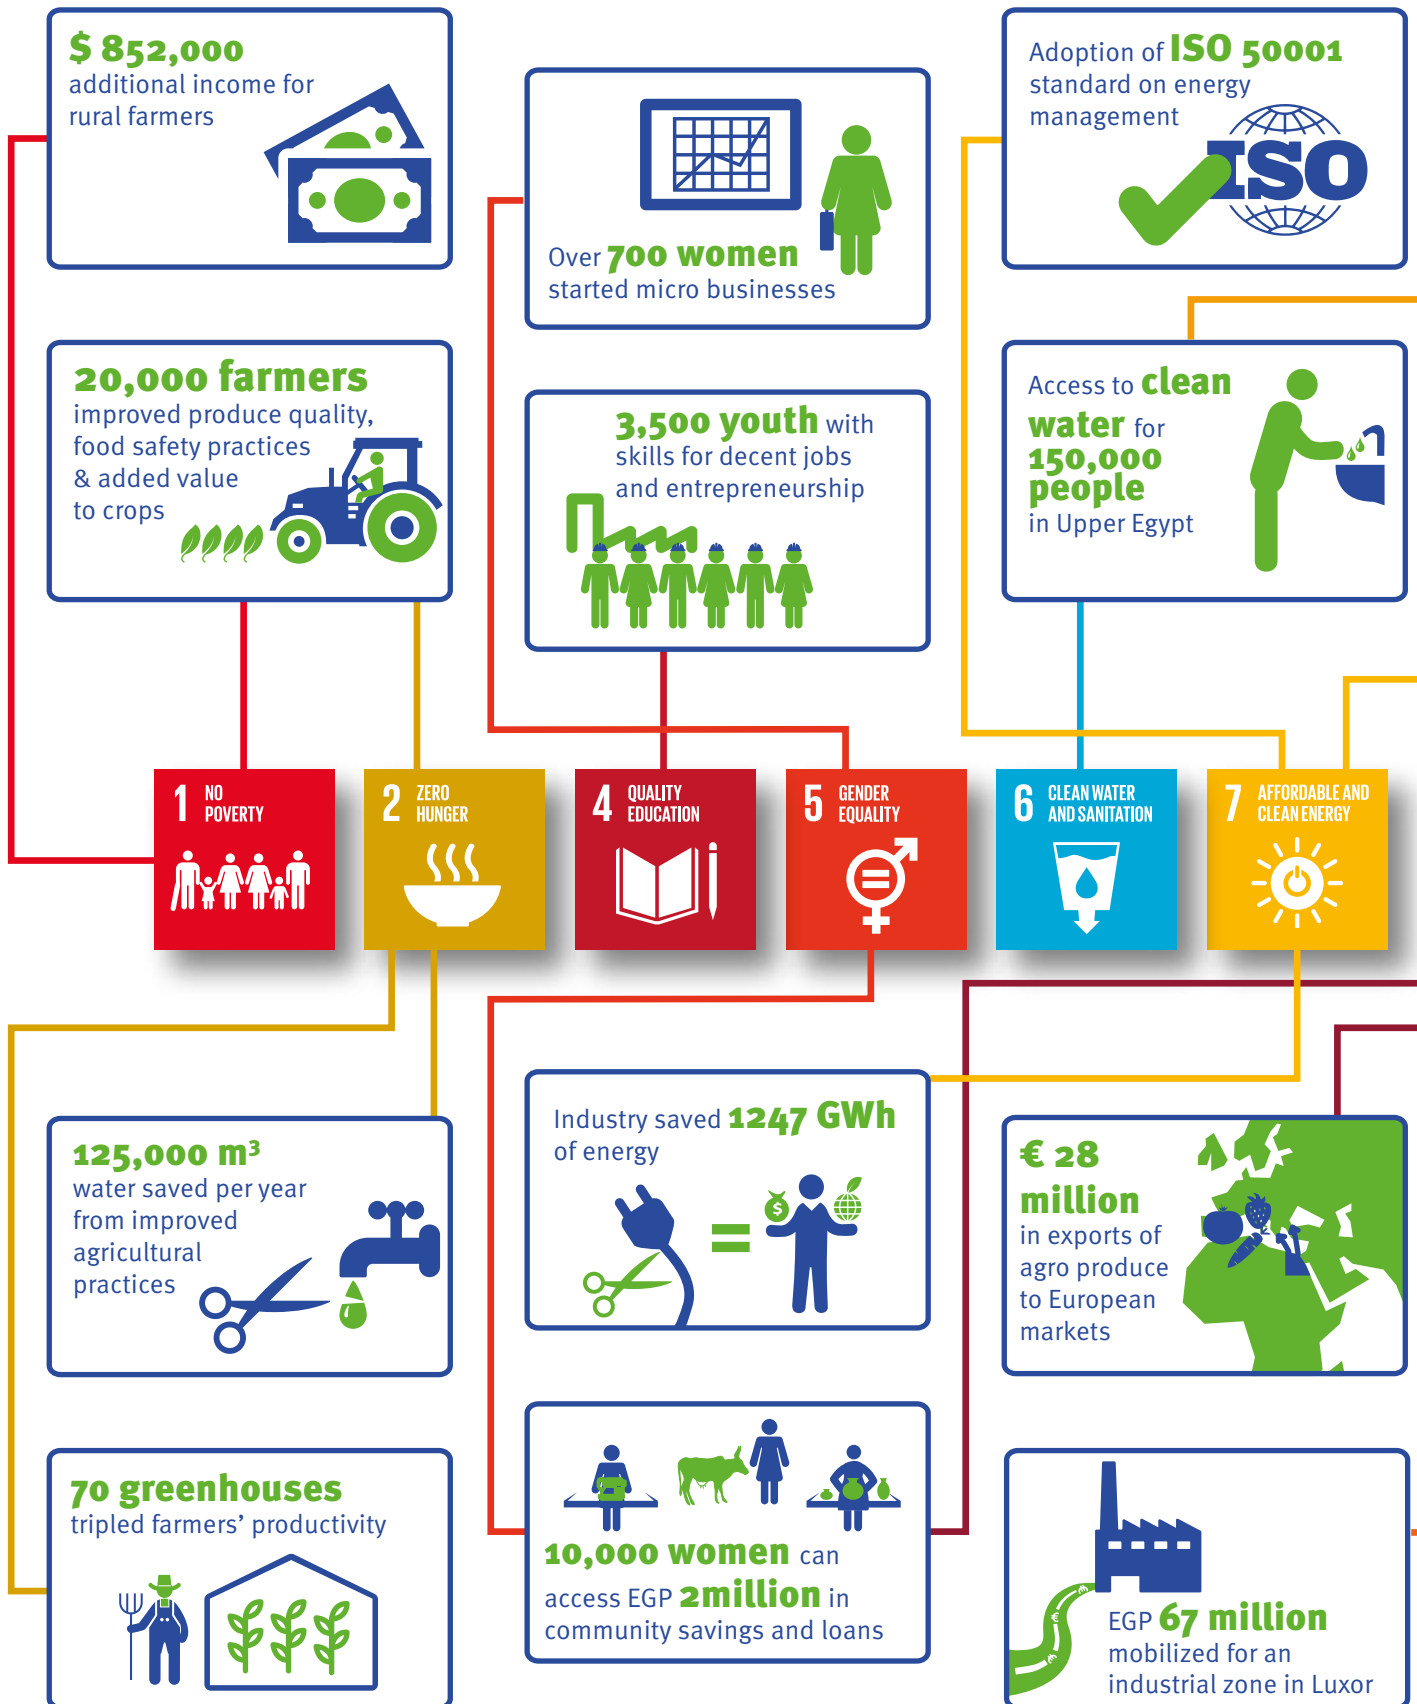 $ 852,000
additional income for
rural farmers
Over 700 women
started micro businesses
Adoption of ISO 50001
standard on energy
management
ISO
20,000 farmers
improved produce quality,
food safety practices
& added value
to crops
3,500 youth with
skills for decent jobs
and entrepreneurship
Access to clean
water for
150,000
people
in Upper Egypt
1 NO
POVERTY
2 ZERO
HUNGER
4 QUALITY
EDUCATION
5 GENDER
EQUALITY
6 CLEAN WATER
AND SANITATION
7 AFFORDABLE AND
CLEAN ENERGY
125,000 m³
water saved per year
from improved
agricultural
practices
Industry saved 1247 GWh
of energy
$
€ 28
million
in exports of
agro produce
to European
markets
70 greenhouses
tripled farmers’ productivity
10,000 women can
access EGP 2million in
community savings and loans
EGP 67 million
mobilized for an
industrial zone in Luxor